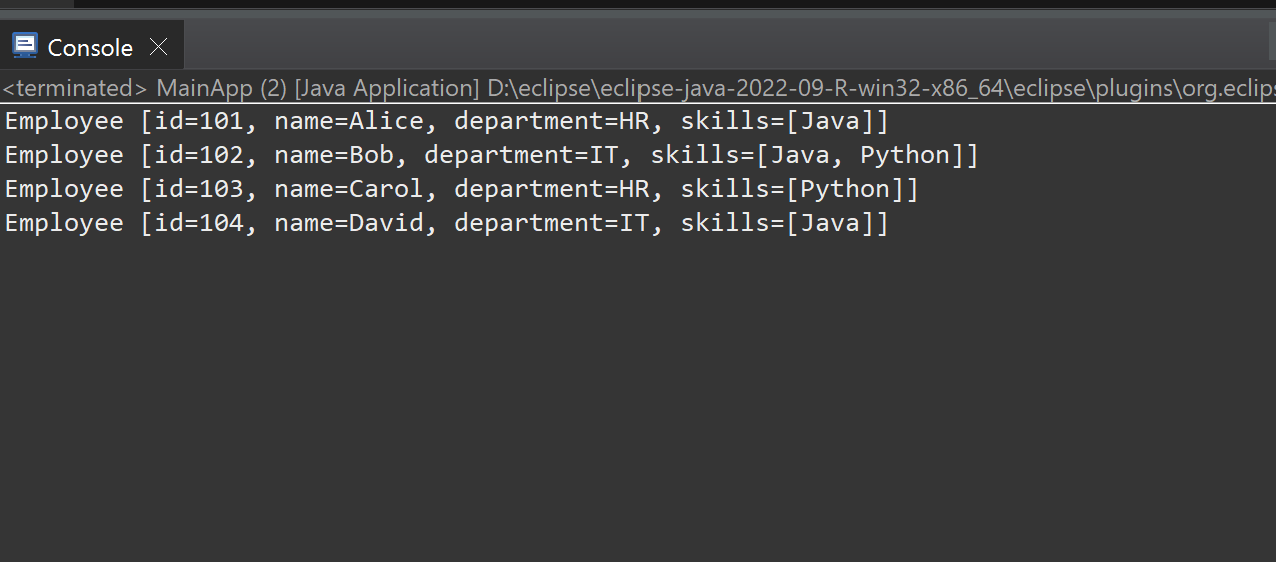 Console
<terminated> MainApp (2) [Java Application] D:\eclipse\eclipse-java-2022-09-R-win32-x86_64\eclipse\plugins\org.eclips
Employee [id=101, name=Alice, department=HR, skills=[Java]]
Employee [id=102, name=Bob, department=IT, skills=[Java, Python]]
Employee [id=103, name=Carol, department=HR, skills=[Python]]
Employee [id=104, name=David, department=IT, skills=[Java]]